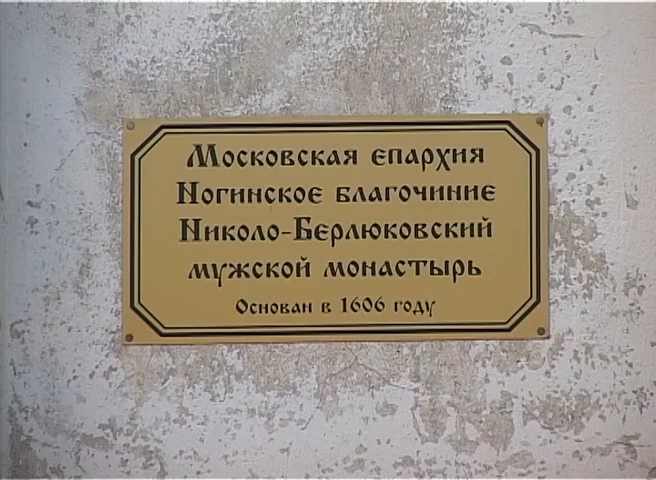 Московская епархия
Ногинское благочиние
Николо-Берлюковский
мужской монастырь
Основан в 1606 году